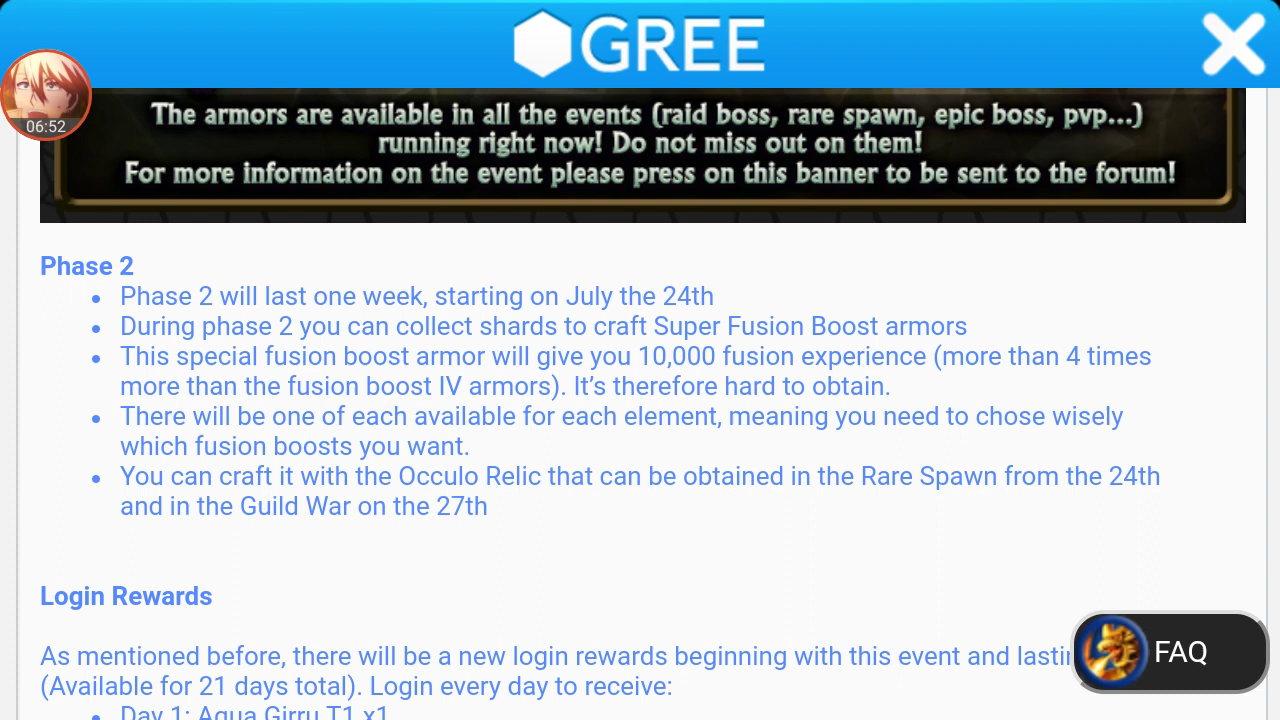 GREE
06:52
The armors are available in all the events (raid boss, rare spawn, epic boss, pvp...)
running right now! Do not miss out on them!
For more information on the event please press on this banner to be sent to the forum!
Phase 2
• Phase 2 will last one week, starting on July the 24th
• During phase 2 you can collect shards to craft Super Fusion Boost armors
• This special fusion boost armor will give you 10,000 fusion experience (more than 4 times
more than the fusion boost IV armors). It’s therefore hard to obtain.
• There will be one of each available for each element, meaning you need to chose wisely
which fusion boosts you want.
• You can craft it with the Occulo Relic that can be obtained in the Rare Spawn from the 24th
and in the Guild War on the 27th
Login Rewards
As mentioned before, there will be a new login rewards beginning with this event and
(Available for 21 days total). Login every day to receive:
• Day 1: Aqua Girru T1 x1
FAQ